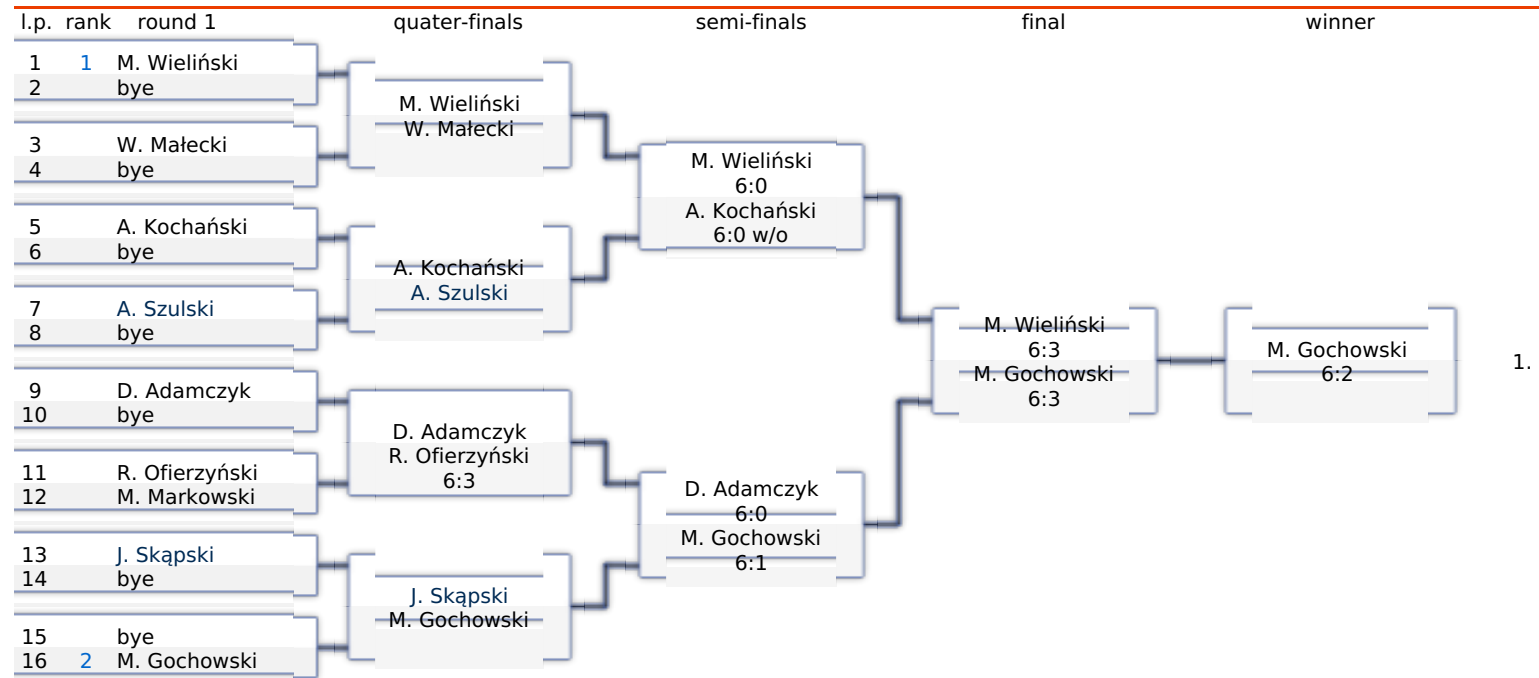 l.p. rank round 1 quater-finals semi-finals final winner
1 1 M. Wieliński
2 bye
3 W. Małecki
4 bye
5 A. Kochański
6 bye
7 A. Szulski
8 bye
9 D. Adamczyk
10 bye
11 R. Ofierzyński
12 M. Markowski
13 J. Skąpski
14 bye
15 bye
16 2 M. Gochowski
M. Wieliński
W. Małecki
A. Kochański
A. Szulski
D. Adamczyk
R. Ofierzyński
6:3
J. Skąpski
M. Gochowski
M. Wieliński
6:0
A. Kochański
6:0 w/o
D. Adamczyk
6:0
M. Gochowski
6:1
M. Wieliński
6:3
M. Gochowski
6:3
M. Gochowski
6:2
1.